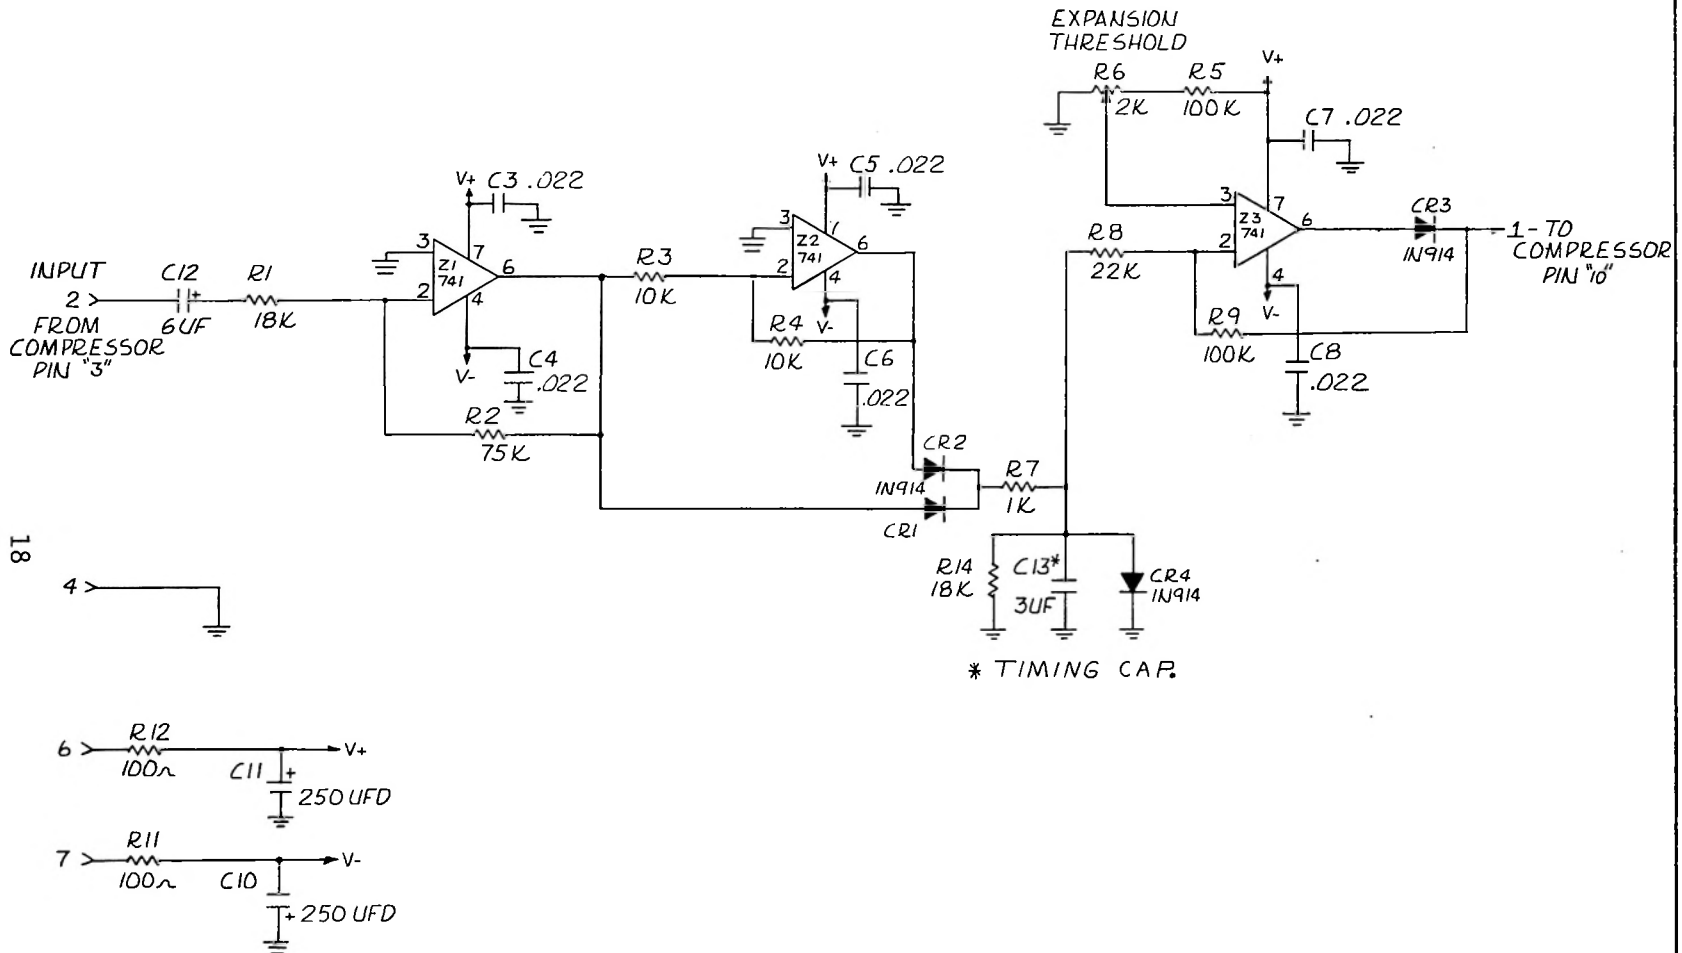 EXPANSION
THRESHOLD
R6
2K
R5
100K
V+
C7 .022
3
2
Z3
741
7
6
4
V-
CR3
1N914
1- TO
COMPRESSOR
PIN "10"
R8
22K
R9
100K
C8
.022
V+
C5 .022
3
2
Z2
741
7
6
4
V-
R4
10K
C6
.022
V+
C3 .022
3
2
Z1
741
7
6
4
V-
C4
.022
R3
10K
INPUT
2
FROM
COMPRESSOR
PIN "3"
C12
+
6UF
R1
18K
R2
75K
CR2
1N914
CR1
R7
1K
R14
18K
C13*
3UF
CR4
1N914
* TIMING CAP.
18
4
6
R12
100Ω
V+
C11
+
250 UFD
7
R11
100Ω
V-
C10
+
250 UFD